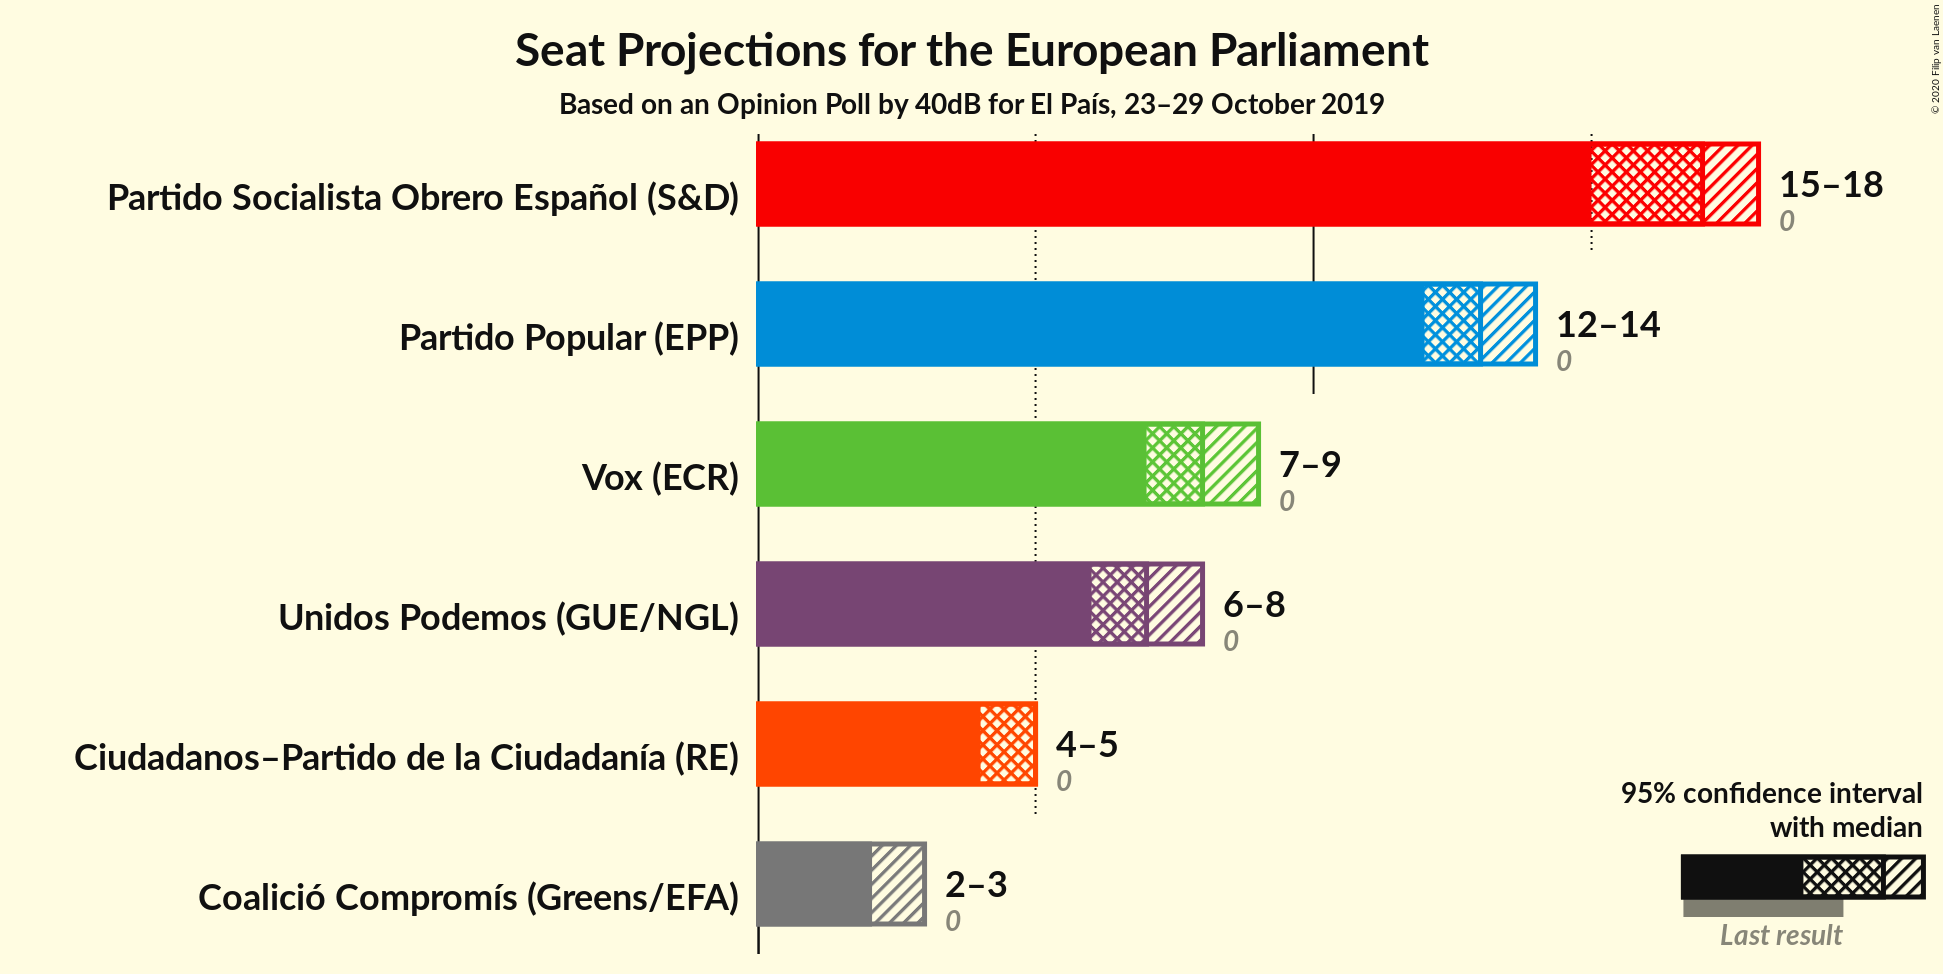 Seat Projections for the European Parliament
Based on an Opinion Poll by 40dB for El País, 23–29 October 2019
© 2020 Filip van Laenen
Partido Socialista Obrero Español (S&D)
15–18
0
Partido Popular (EPP)
12–14
0
Vox (ECR)
7–9
0
Unidos Podemos (GUE/NGL)
6–8
0
Ciudadanos–Partido de la Ciudadanía (RE)
4–5
0
Coalició Compromís (Greens/EFA)
2–3
0
95% confidence interval
with median
Last result